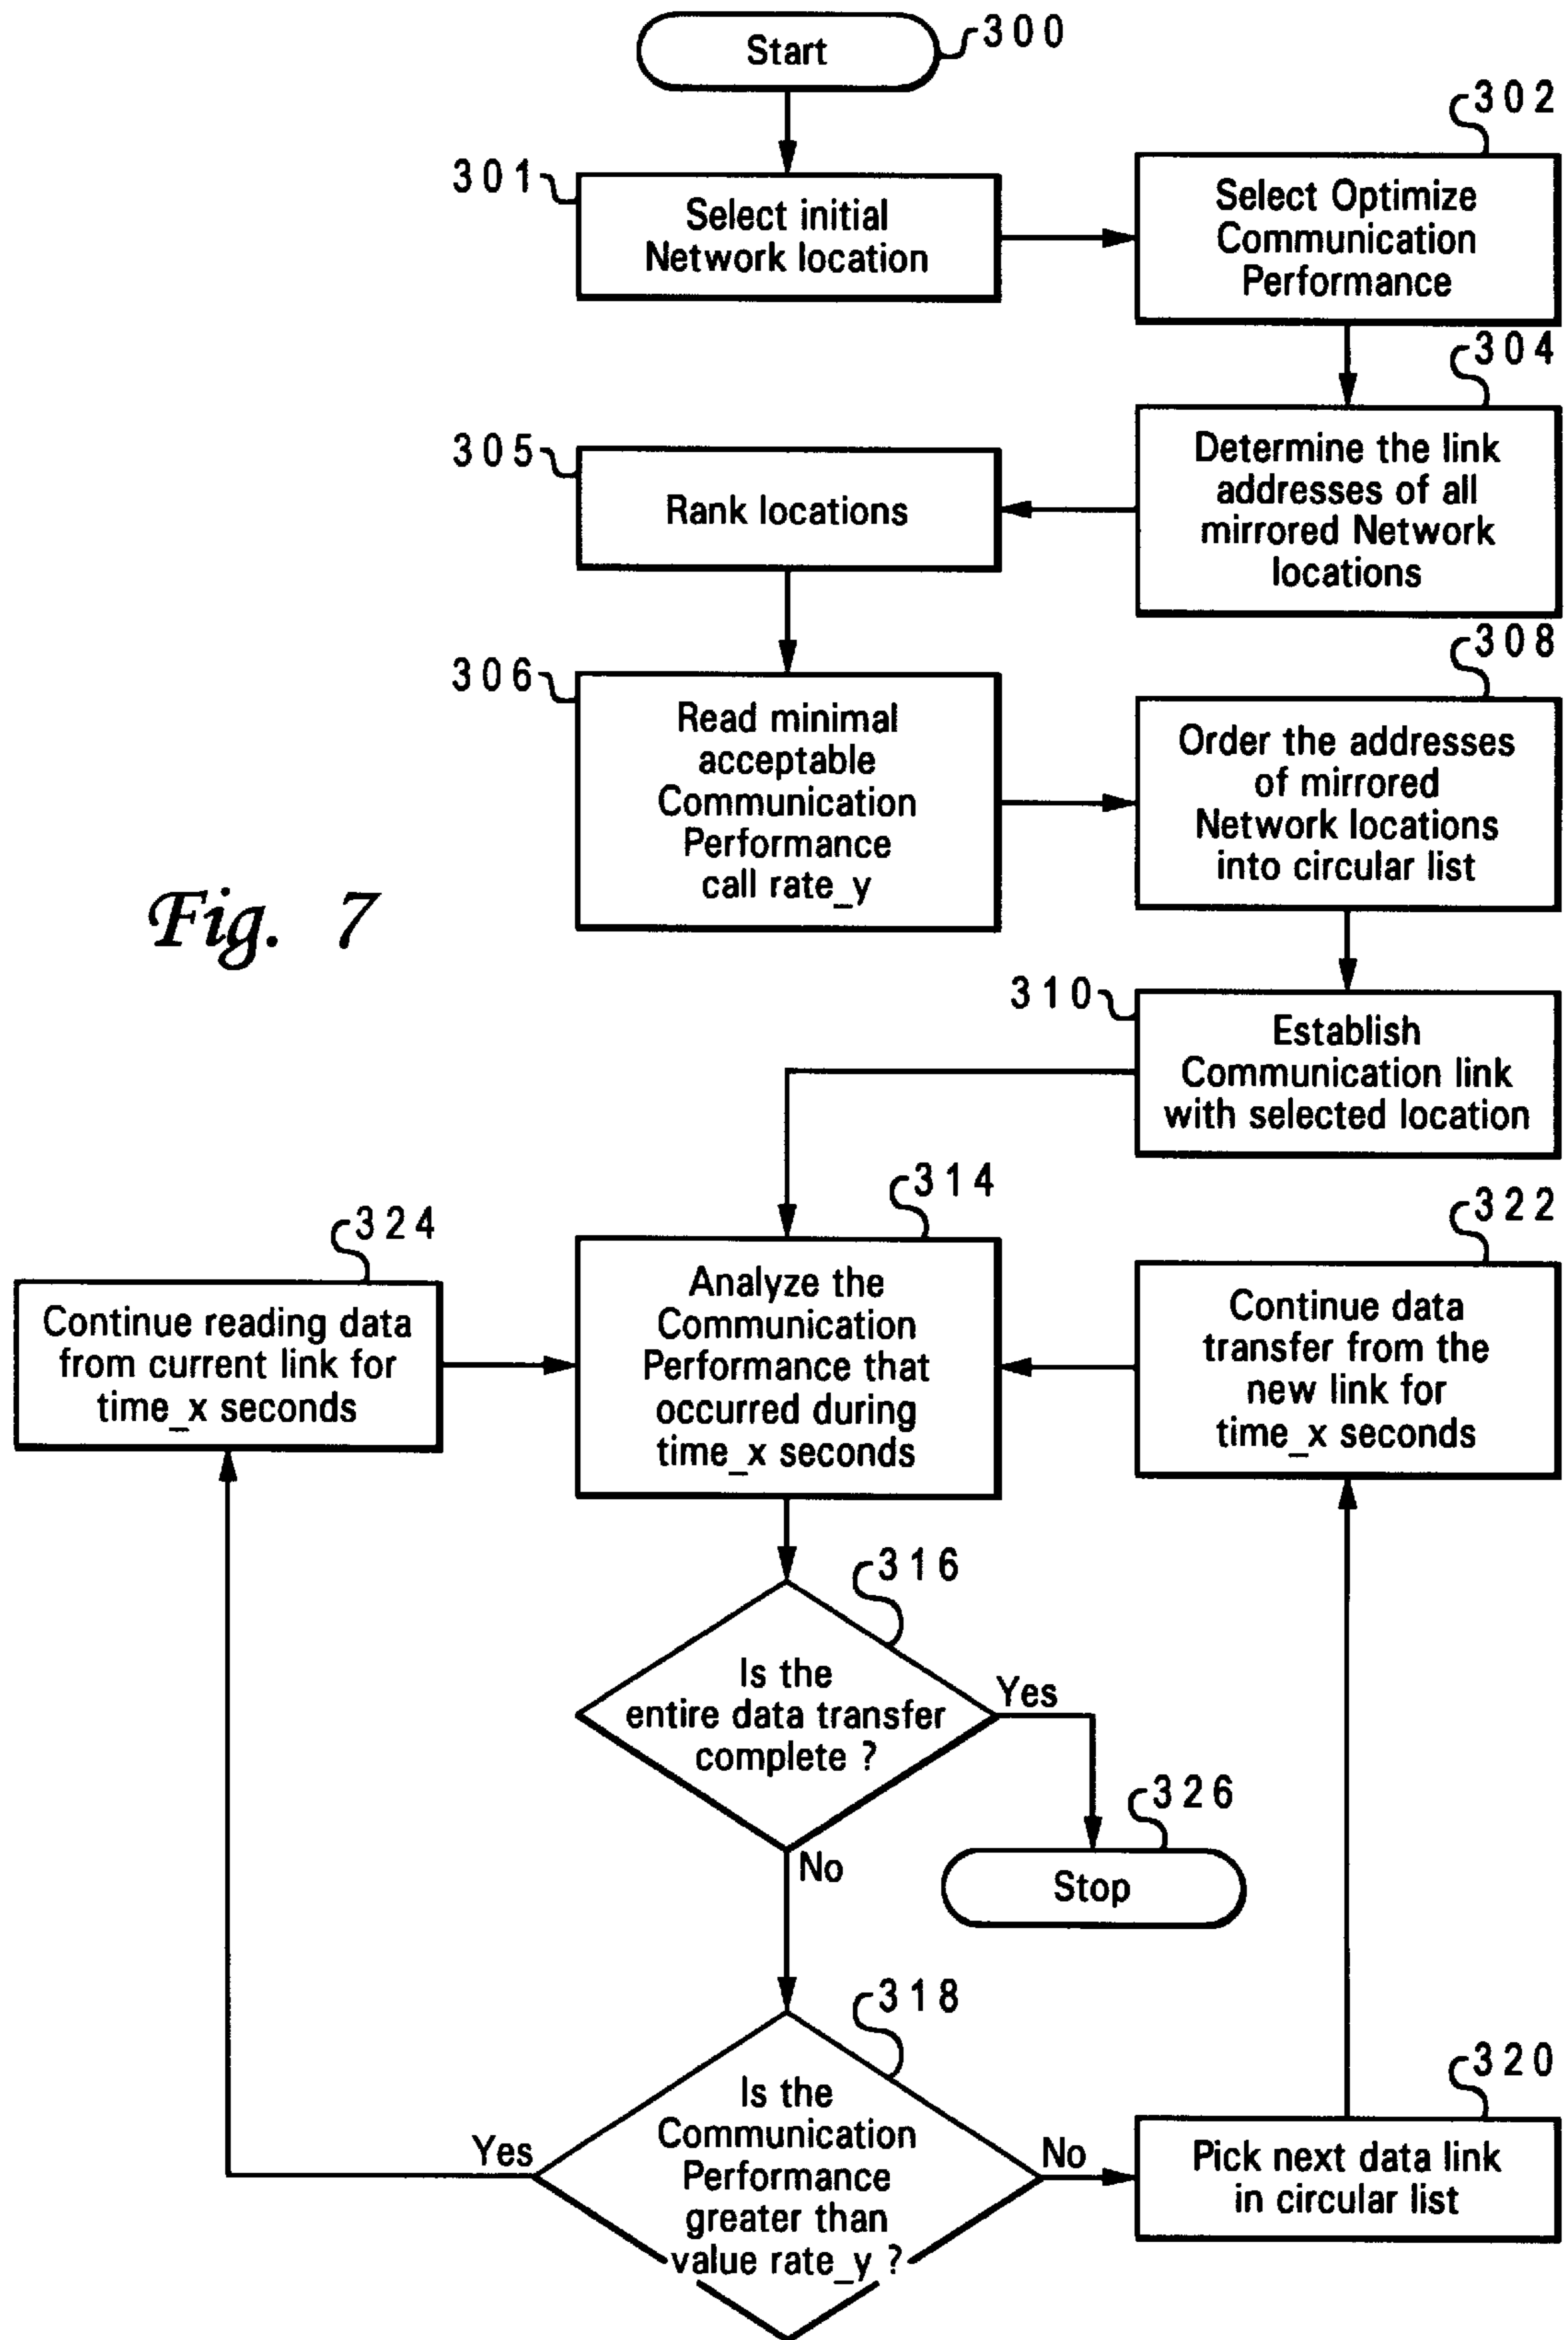 Start
300
301
Select initial
Network location
302
Select Optimize
Communication
Performance
304
Determine the link
addresses of all
mirrored Network
locations
305
Rank locations
306
Read minimal
acceptable
Communication
Performance
call rate_y
308
Order the addresses
of mirrored
Network locations
into circular list
Fig. 7
310
Establish
Communication link
with selected location
314
Analyze the
Communication
Performance that
occurred during
time_x seconds
322
Continue data
transfer from the
new link for
time_x seconds
324
Continue reading data
from current link for
time_x seconds
316
Is the
entire data transfer
complete ?
Yes
326
Stop
No
318
Is the
Communication
Performance
greater than
value rate_y ?
Yes
No
320
Pick next data link
in circular list